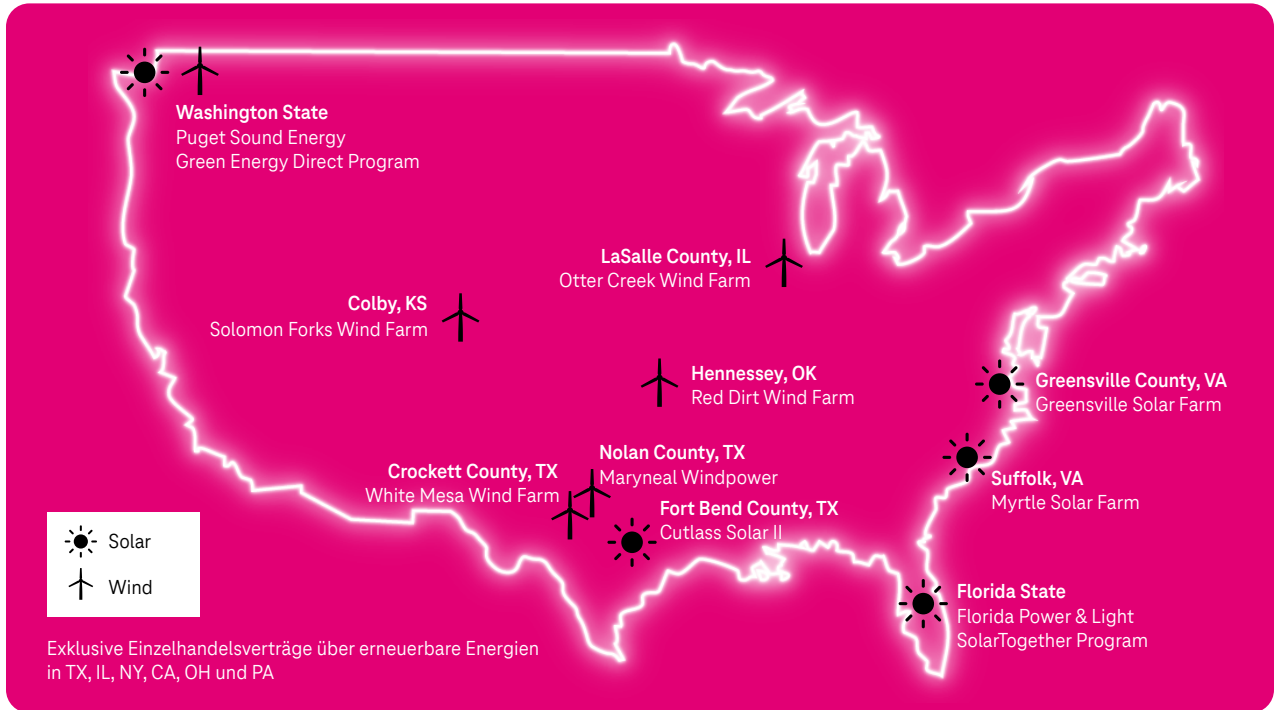 Washington State
Puget Sound Energy
Green Energy Direct Program
LaSalle County, IL
Otter Creek Wind Farm
Colby, KS
Solomon Forks Wind Farm
Hennessey, OK
Red Dirt Wind Farm
Greensville County, VA
Greensville Solar Farm
Nolan County, TX
Maryneal Windpower
Crockett County, TX
White Mesa Wind Farm
Suffolk, VA
Myrtle Solar Farm
Fort Bend County, TX
Cutlass Solar II
Solar
Wind
Florida State
Florida Power & Light
SolarTogether Program
Exklusive Einzelhandelsverträge über erneuerbare Energien
in TX, IL, NY, CA, OH und PA